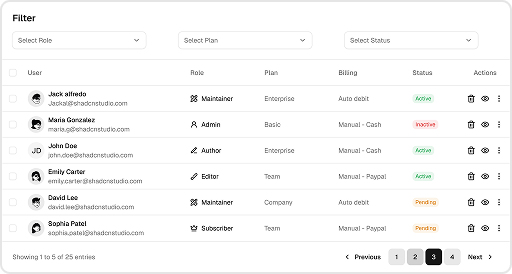 Filter
Select Role Select Plan Select Status
User Role Plan Billing Status Actions
Jack alfredo
Jackal@shadcnstudio.com
Maintainer Enterprise Auto debit Active
Maria Gonzalez
maria.g@shadcnstudio.com
Admin Basic Manual - Cash Inactive
JD John Doe
john.doe@shadcnstudio.com
Author Enterprise Manual - Cash Active
Emily Carter
emily.carter@shadcnstudio.com
Editor Team Manual - Paypal Active
David Lee
david.lee@shadcnstudio.com
Maintainer Company Auto debit Pending
Sophia Patel
sophia.patel@shadcnstudio.com
Subscriber Team Manual - Paypal Pending
Showing 1 to 5 of 25 entries Previous 1 2 3 4 Next